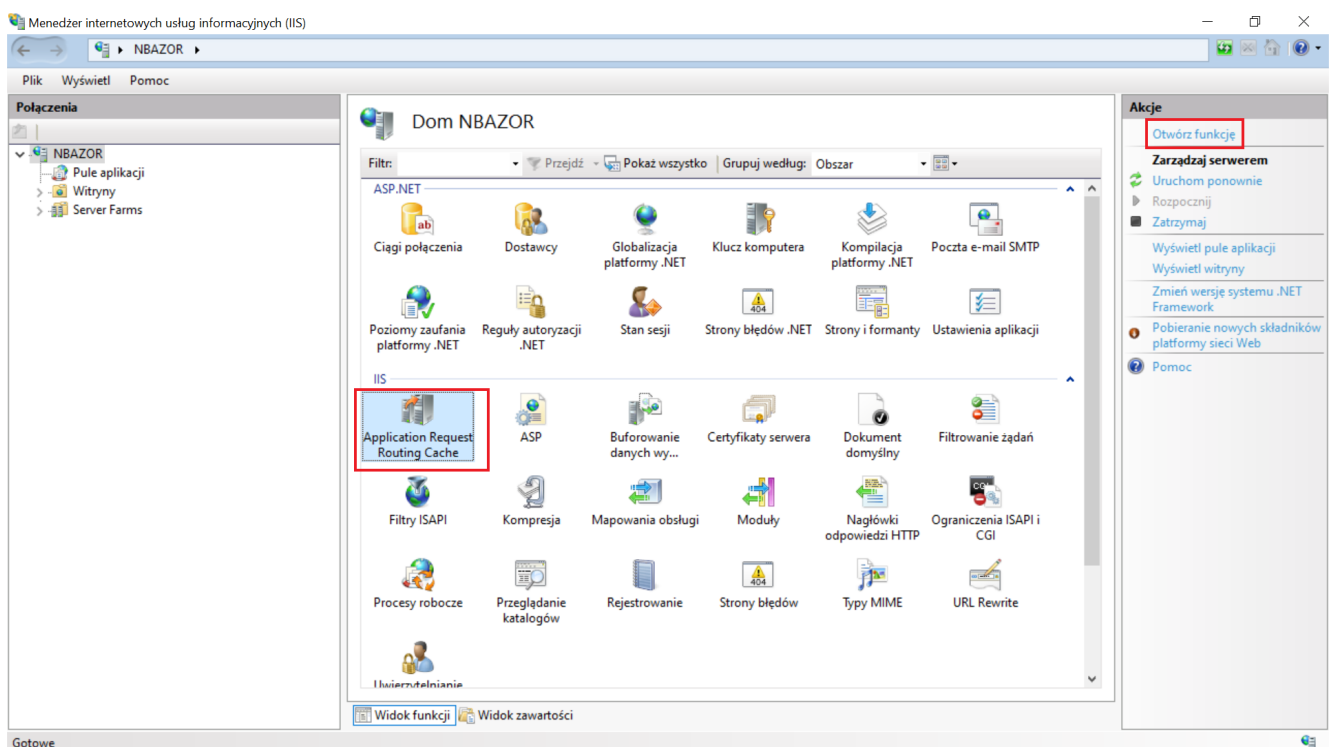 Menedżer internetowych usług informacyjnych (IIS)
NBAZOR
Plik Wyświetl Pomoc
Połączenia
NBAZOR
Pule aplikacji
Witryny
Server Farms
Dom NBAZOR
Filtr: Przejdź Pokaż wszystko Grupuj według: Obszar
ASP.NET
ab
Ciągi połączenia Dostawcy Globalizacja Klucz komputera Kompilacja Poczta e-mail SMTP
platformy .NET platformy .NET
404
Poziomy zaufania Reguły autoryzacji Stan sesji Strony błędów .NET Strony i formanty Ustawienia aplikacji
platformy .NET .NET
IIS
Application Request ASP Buforowanie Certyfikaty serwera Dokument Filtrowanie żądań
Routing Cache danych wy... domyślny
Filtry ISAPI Kompresja Mapowania obsługi Moduły Nagłówki Ograniczenia ISAPI i
odpowiedzi HTTP CGI
404
Procesy robocze Przeglądanie Rejestrowanie Strony błędów Typy MIME URL Rewrite
katalogów
Uwierzytelnianie
Widok funkcji Widok zawartości
Akcje
Otwórz funkcję
Zarządzaj serwerem
Uruchom ponownie
Rozpocznij
Zatrzymaj
Wyświetl pule aplikacji
Wyświetl witryny
Zmień wersję systemu .NET
Framework
Pobieranie nowych składników
platformy sieci Web
Pomoc
Gotowe